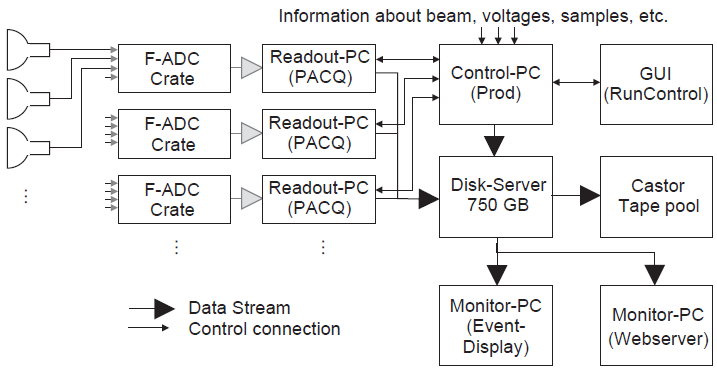 Information about beam, voltages, samples, etc.
F-ADC
Crate
Readout-PC
(PACQ)
Control-PC
(Prod)
GUI
(RunControl)
F-ADC
Crate
Readout-PC
(PACQ)
F-ADC
Crate
Readout-PC
(PACQ)
Disk-Server
750 GB
Castor
Tape pool
Data Stream
Control connection
Monitor-PC
(Event-
Display)
Monitor-PC
(Webserver)